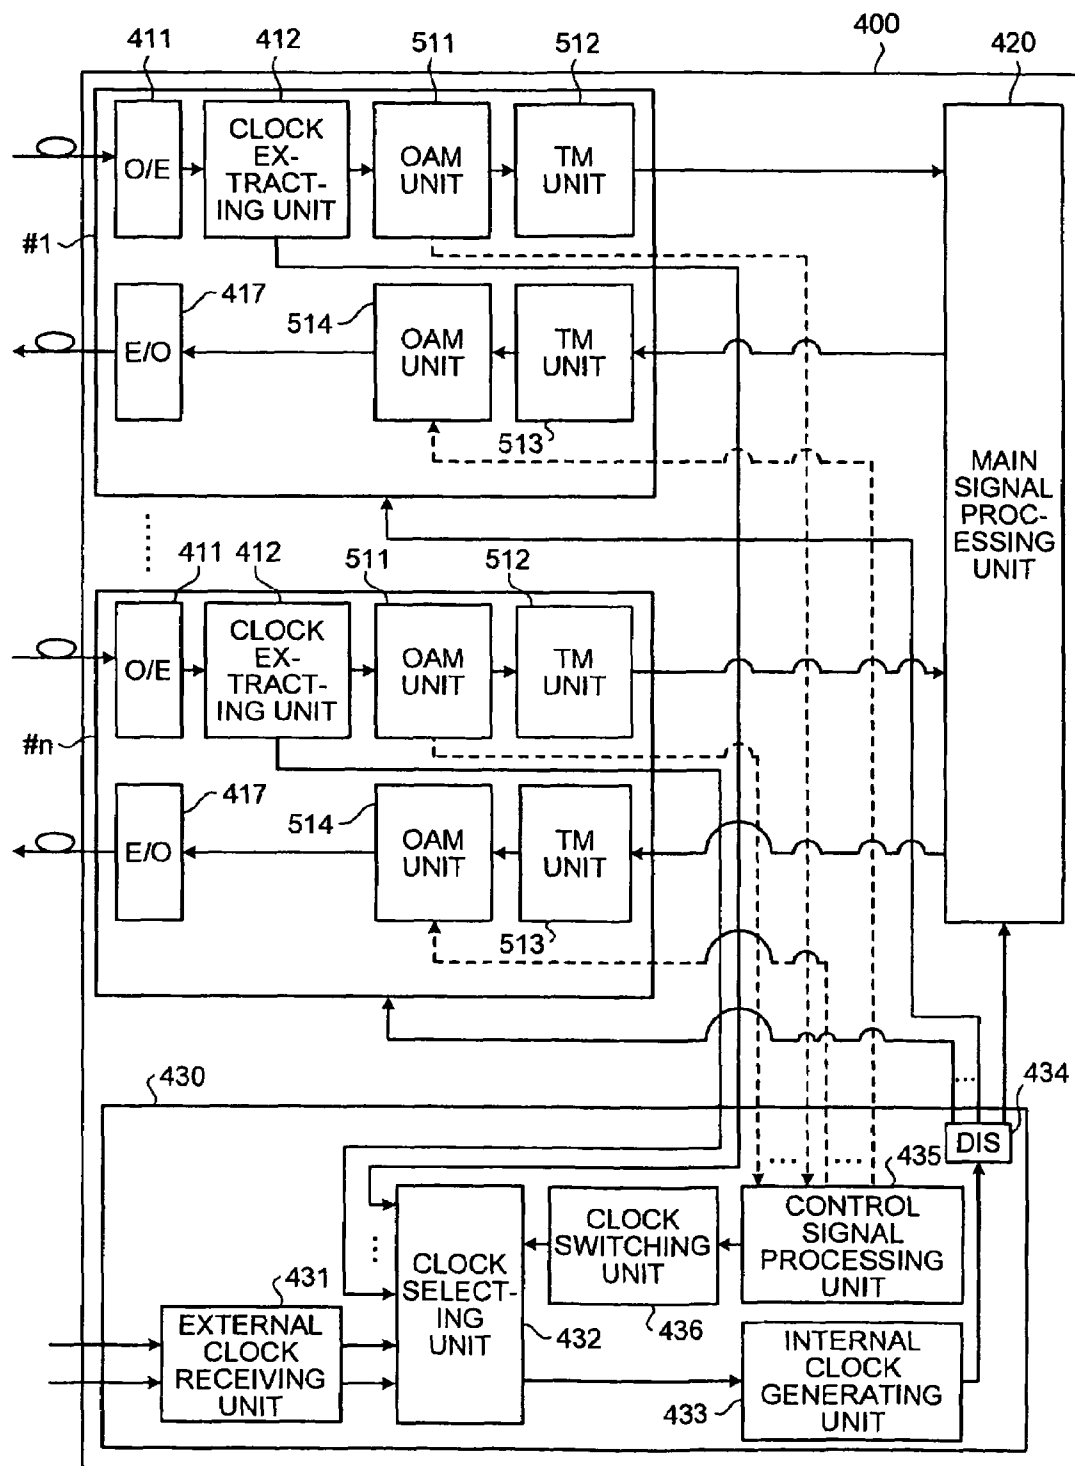 411 412 511 512 400 420
O/E
CLOCK
EX-
TRACT-
ING UNIT
OAM
UNIT
TM
UNIT
#1
417
E/O
514
OAM
UNIT
TM
UNIT
513
MAIN
SIGNAL
PROC-
ESSING
UNIT
411 412 511 512
O/E
CLOCK
EX-
TRACT-
ING UNIT
OAM
UNIT
TM
UNIT
#n
417
E/O
514
OAM
UNIT
TM
UNIT
513
430
434
DIS
435
CONTROL
SIGNAL
PROCESSING
UNIT
CLOCK
SWITCHING
UNIT
436
CLOCK
SELECT-
ING
UNIT
432
431
EXTERNAL
CLOCK
RECEIVING
UNIT
INTERNAL
CLOCK
GENERATING
UNIT
433